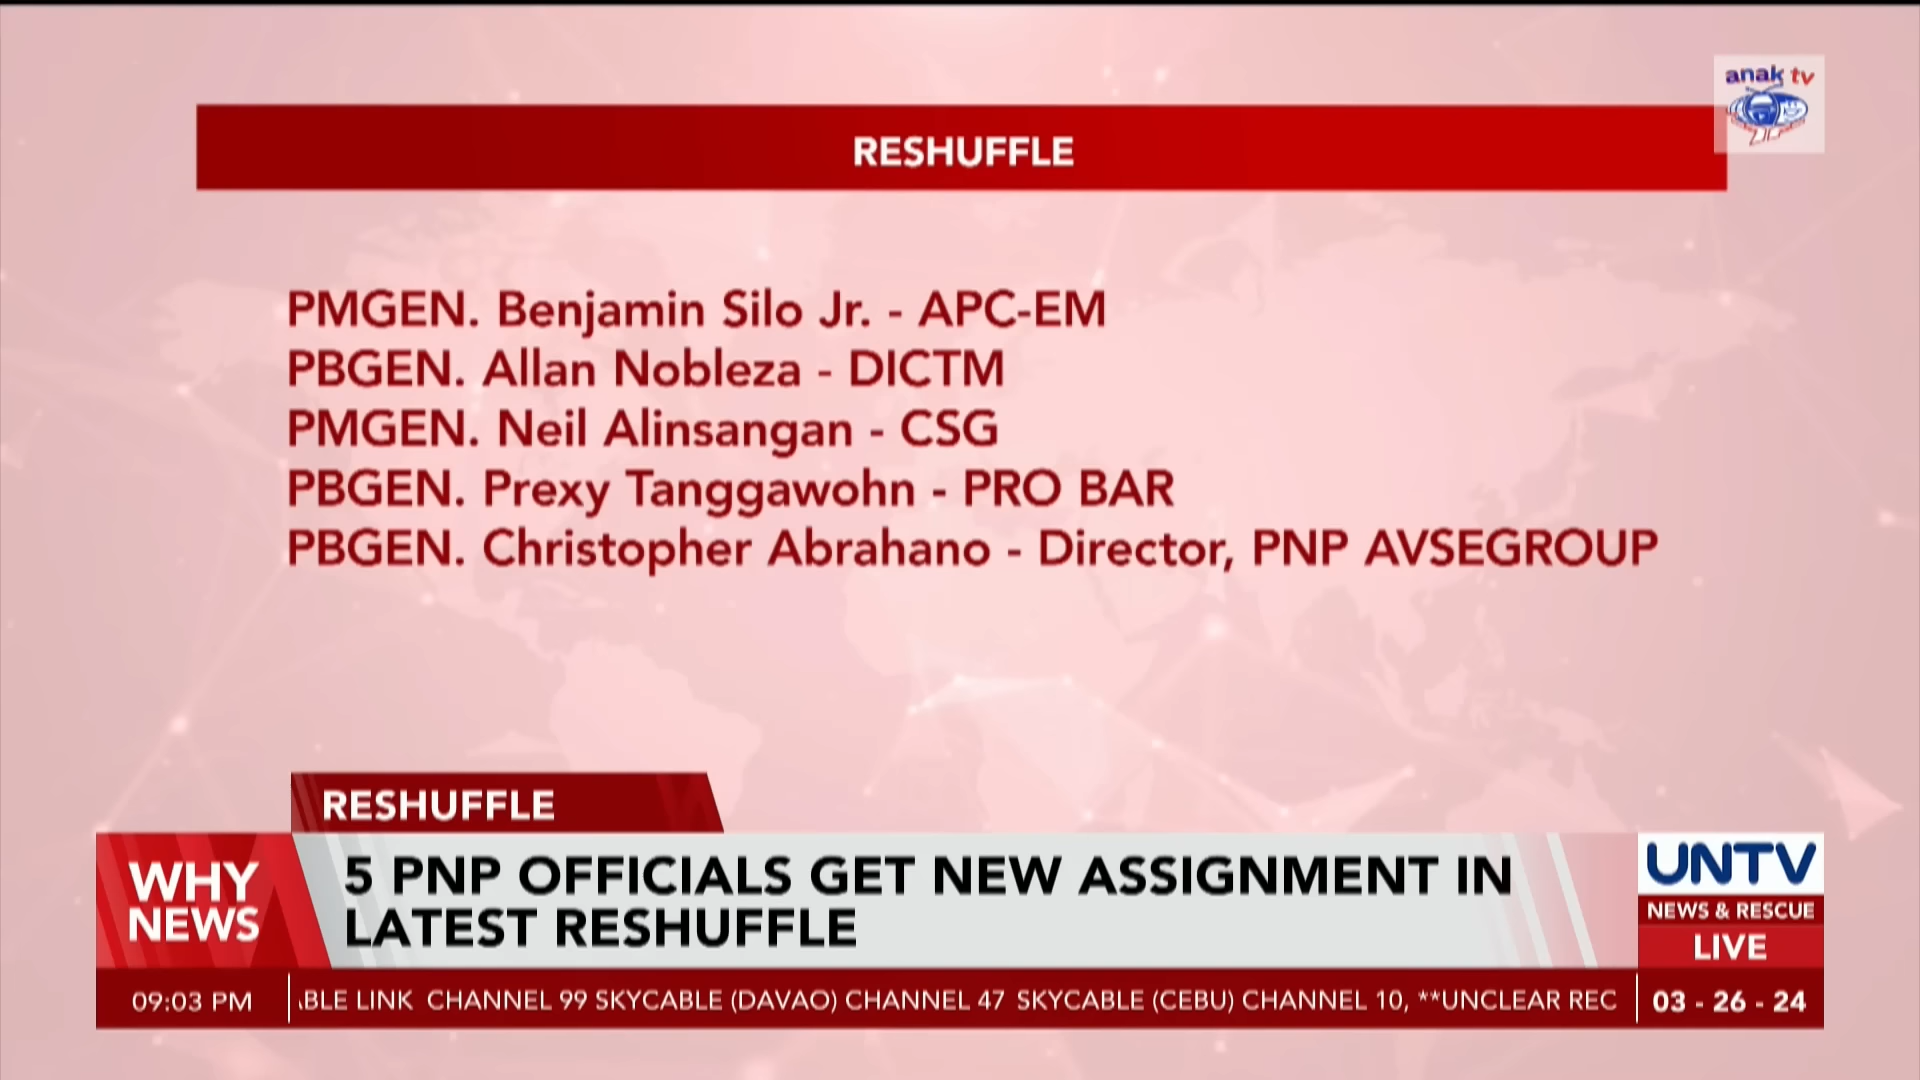 anak tv
RESHUFFLE
PMGEN. Benjamin Silo Jr. - APC-EM
PBGEN. Allan Nobleza - DICTM
PMGEN. Neil Alinsangan - CSG
PBGEN. Prexy Tanggawohn - PRO BAR
PBGEN. Christopher Abrahano - Director, PNP AVSEGROUP
RESHUFFLE
WHY
NEWS
5 PNP OFFICIALS GET NEW ASSIGNMENT IN
LATEST RESHUFFLE
UNTV
NEWS & RESCUE
LIVE
09:03 PM
BLE LINK CHANNEL 99 SKYCABLE (DAVAO) CHANNEL 47 SKYCABLE (CEBU) CHANNEL 10, **UNCLEAR REC
03 - 26 - 24